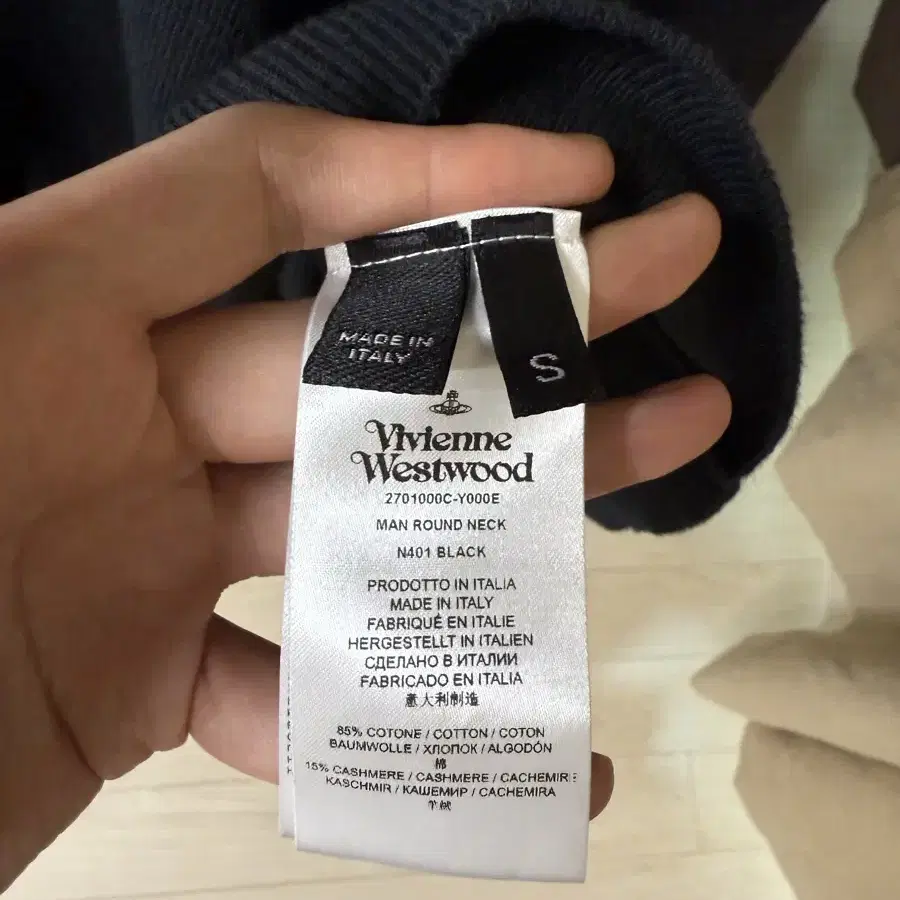 MADE IN
ITALY
S
Vivienne
Westwood
2701000C-Y000E
MAN ROUND NECK
N401 BLACK
PRODOTTO IN ITALIA
MADE IN ITALY
FABRIQUÉ EN ITALIE
HERGESTELLT IN ITALIEN
СДЕЛАНО В ИТАЛИИ
FABRICADO EN ITALIA
意大利制造
85% COTONE / COTTON / COTON
BAUMWOLLE / ХЛОПОК / ALGODÓN
棉
15% CASHMERE / CASHMERE / CACHEMIRE
KASCHMIR / КАШЕМИР / CACHEMIRA
羊绒